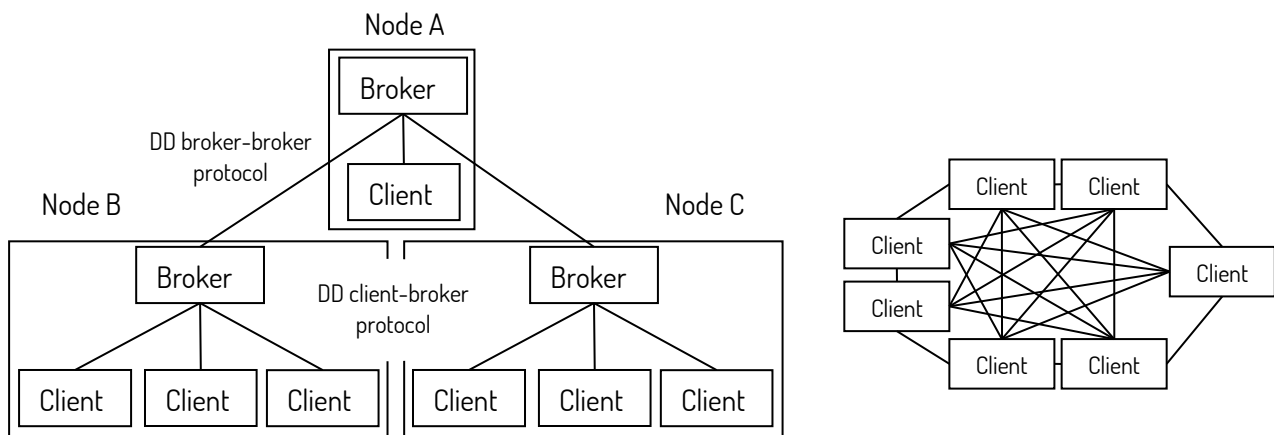 Node A
Broker
DD broker-broker
protocol
Client
Node B
Node C
Broker
Broker
DD client-broker
protocol
Client
Client
Client
Client
Client
Client
Client
Client
Client
Client
Client
Client
Client